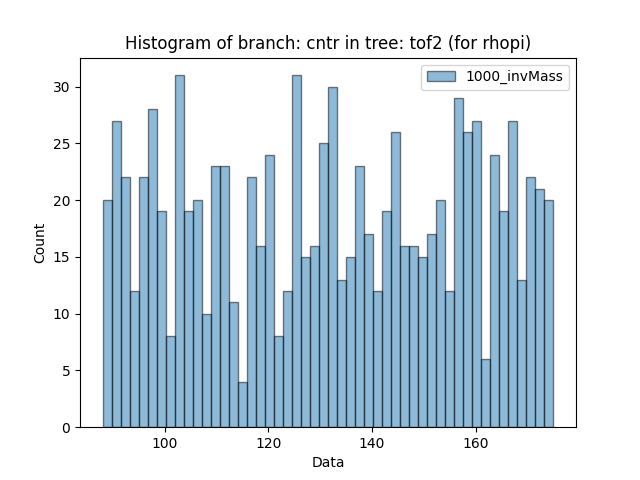 Histogram of branch: cntr in tree: tof2 (for rhopi)
1000_invMass
30
25
20
15
10
5
0
Count
100 120 140 160
Data